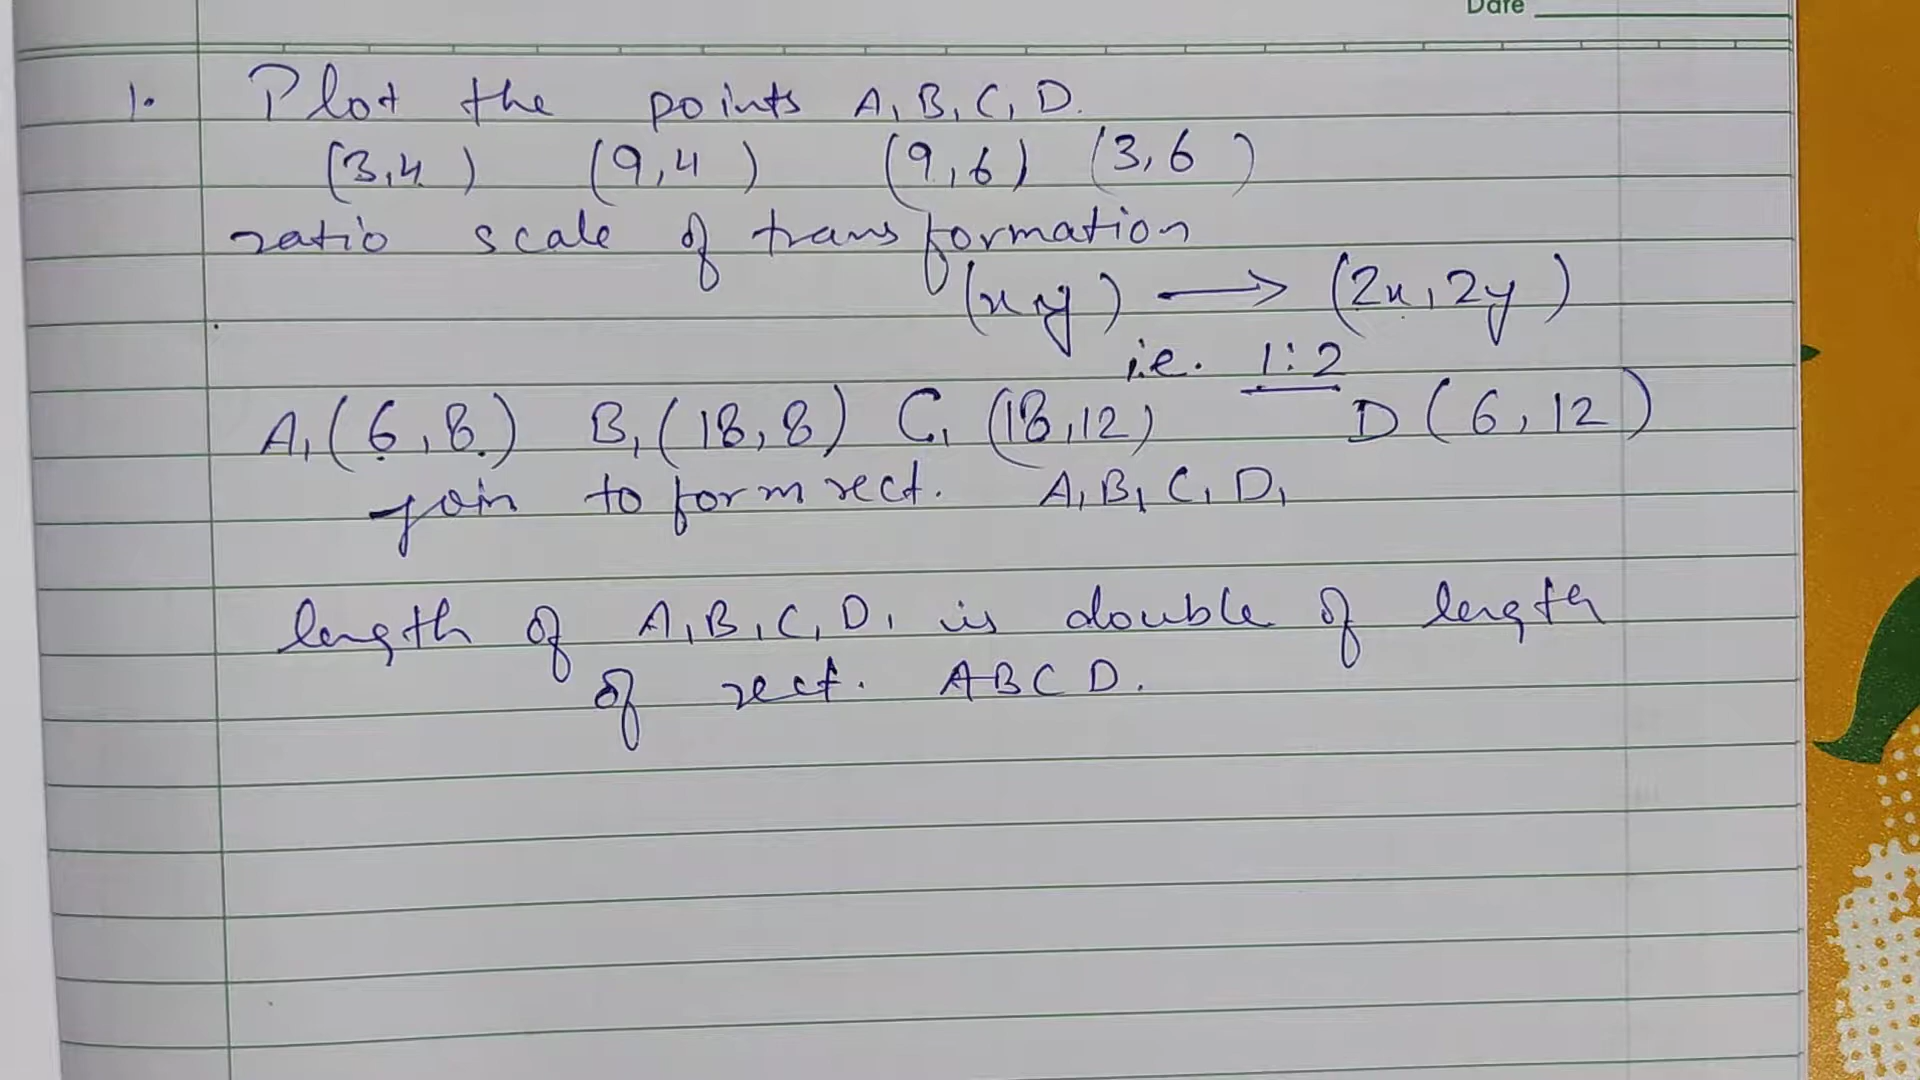 Date
1. Plot the points A, B, C, D.
(3,4) (9,4) (9,6) (3,6)
ratio scale of transformation
(x,y) → (2x, 2y)
i.e. 1:2
A₁(6,8) B₁(18,8) C₁(18,12) D(6,12)
join to form rect. A₁B₁C₁D₁
length of A₁B₁C₁D₁ is double of length
of rect. ABCD.